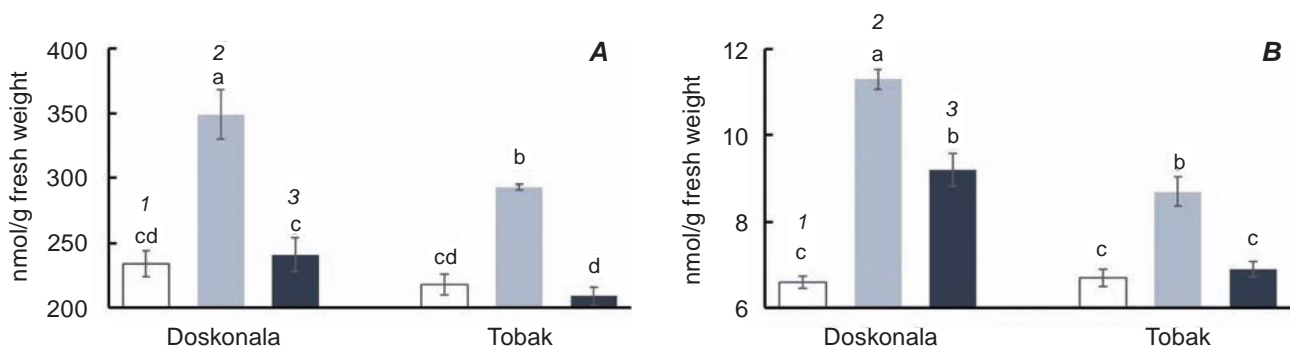 A
nmol/g fresh weight
400
350
300
250
200
1
cd
2
a
3
c
cd
b
d
Doskonala
Tobak
B
nmol/g fresh weight
12
10
8
6
1
c
2
a
3
b
c
b
c
Doskonala
Tobak